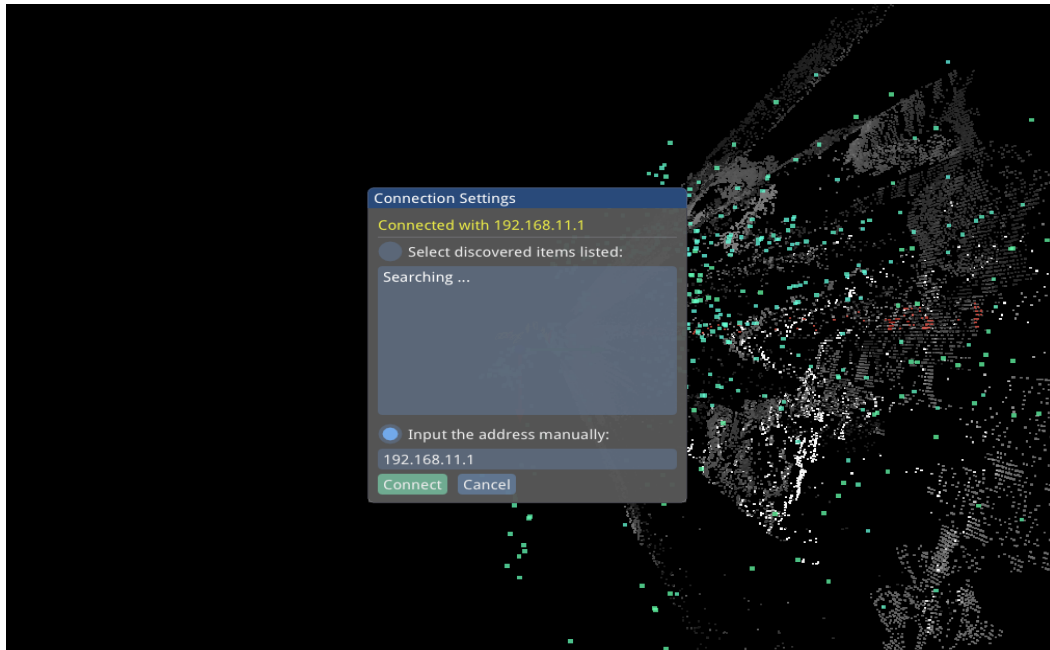 Connection Settings
Connected with 192.168.11.1
Select discovered items listed:
Searching ...
Input the address manually:
192.168.11.1
Connect Cancel